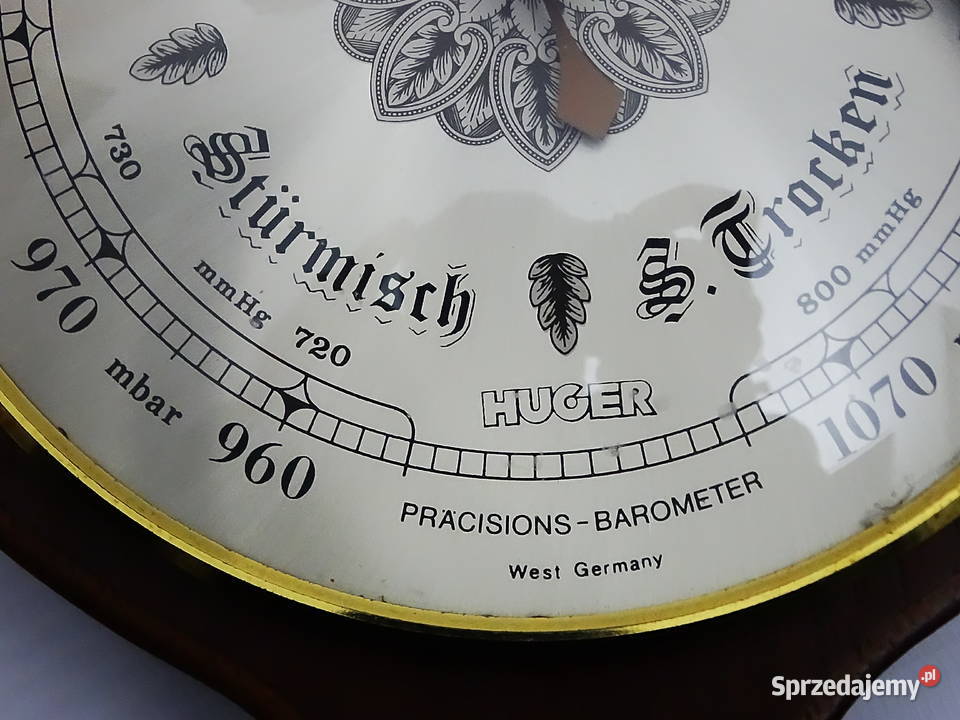 Stürmisch
S. Trocken
730
mmHg
720
800 mmHg
970
mbar
960
1070
HUGER
PRÄCISIONS-BAROMETER
West Germany
Sprzedajemy.pl